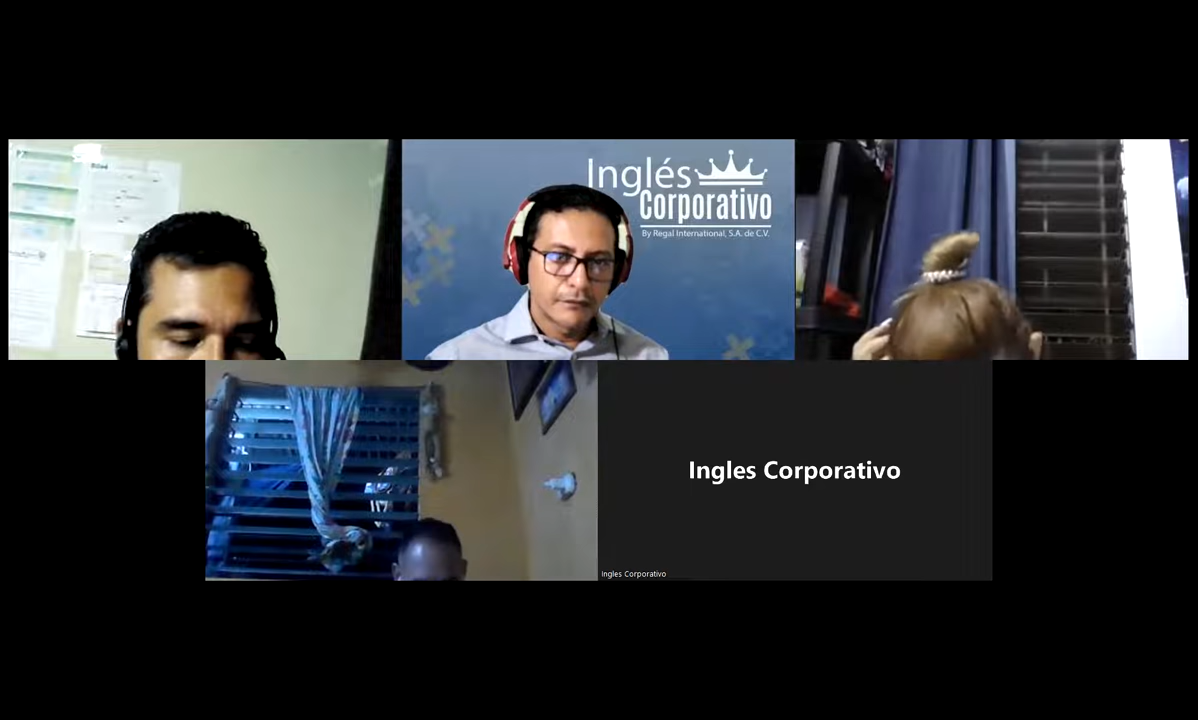 Inglés
Corporativo
By Regal International, S.A. de C.V.
Ingles Corporativo
Ingles Corporativo